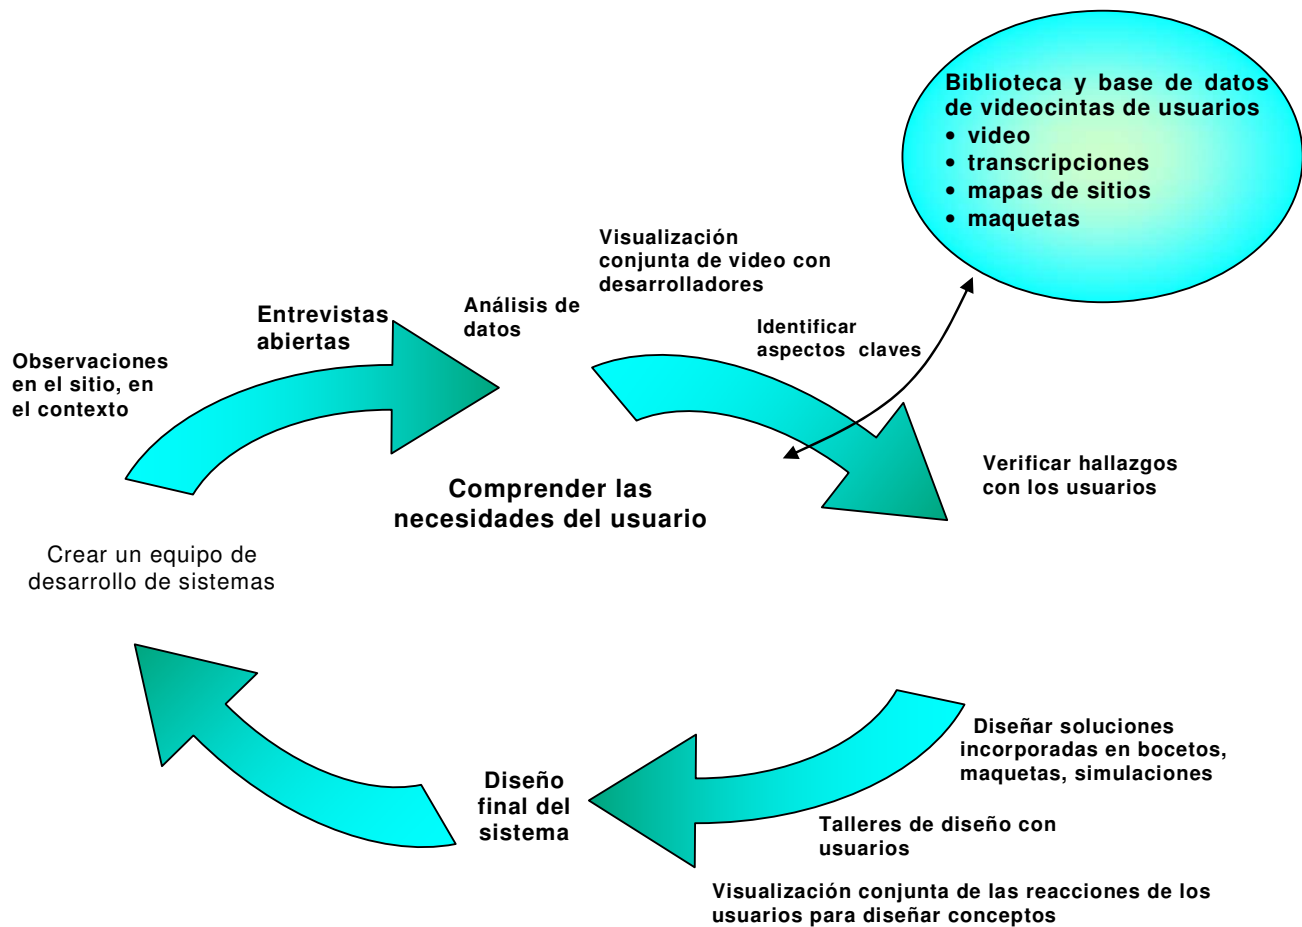 Biblioteca y base de datos
de videocintas de usuarios
• video
• transcripciones
• mapas de sitios
• maquetas
Visualización
conjunta de video con
desarrolladores
Entrevistas
abiertas
Análisis de
datos
Identificar
aspectos claves
Observaciones
en el sitio, en
el contexto
Verificar hallazgos
con los usuarios
Comprender las
necesidades del usuario
Crear un equipo de
desarrollo de sistemas
Diseñar soluciones
incorporadas en bocetos,
maquetas, simulaciones
Diseño
final del
sistema
Talleres de diseño con
usuarios
Visualización conjunta de las reacciones de los
usuarios para diseñar conceptos